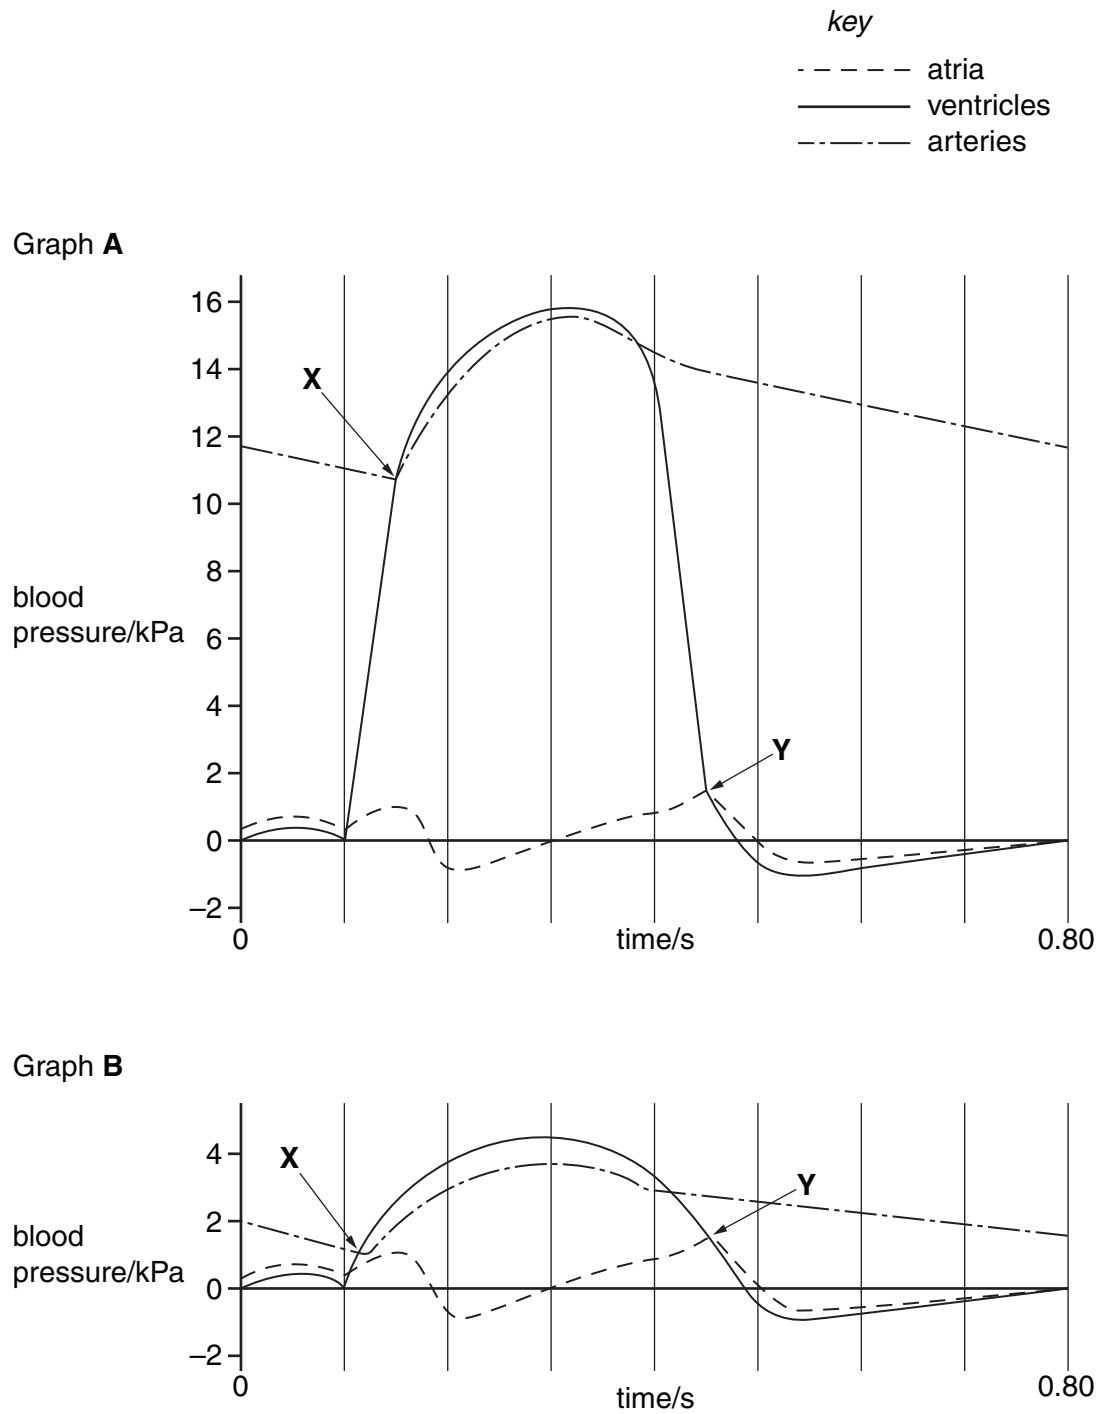 key
atria
ventricles
arteries
Graph A
16
14
12
10
8
6
4
2
0
–2
X
Y
blood
pressure/kPa
0
time/s
0.80
Graph B
4
2
0
–2
X
Y
blood
pressure/kPa
0
time/s
0.80